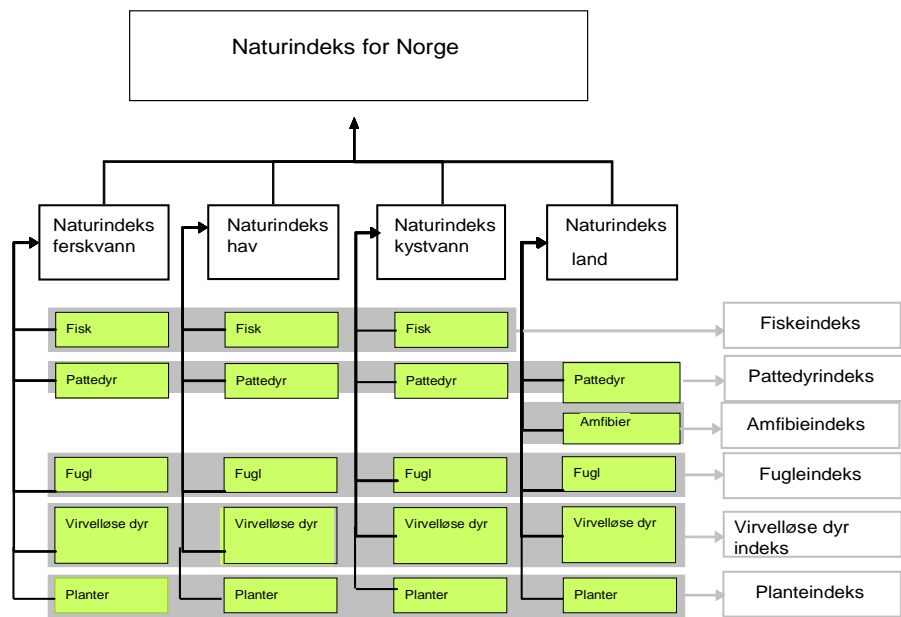 Naturindeks for Norge
Naturindeks
ferskvann
Naturindeks
hav
Naturindeks
kystvann
Naturindeks
land
Fisk
Fisk
Fisk
Fiskeindeks
Pattedyr
Pattedyr
Pattedyr
Pattedyr
Pattedyrindeks
Amfibier
Amfibieindeks
Fugl
Fugl
Fugl
Fugl
Fugleindeks
Virvelløse dyr
Virvelløse dyr
Virvelløse dyr
Virvelløse dyr
Virvelløse dyr
indeks
Planter
Planter
Planter
Planter
Planteindeks